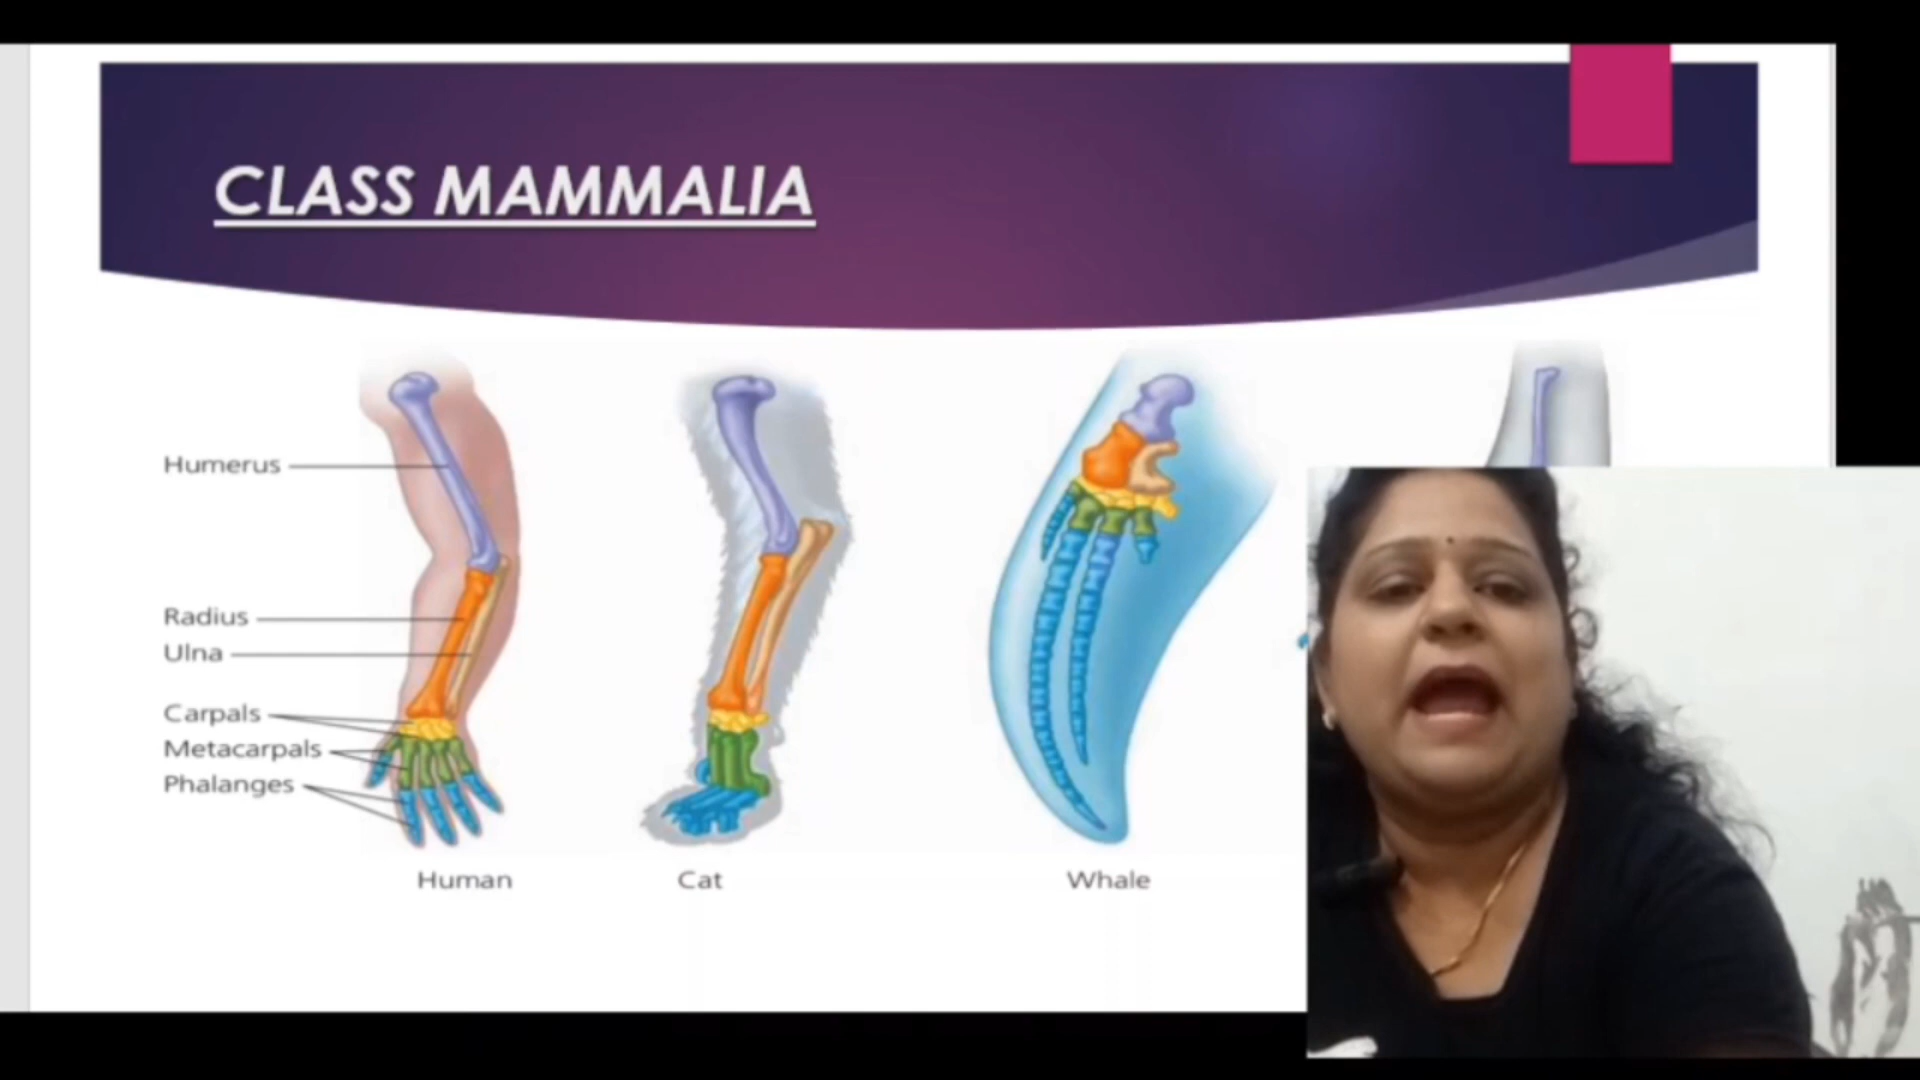 CLASS MAMMALIA
Humerus
Radius
Ulna
Carpals
Metacarpals
Phalanges
Human
Cat
Whale